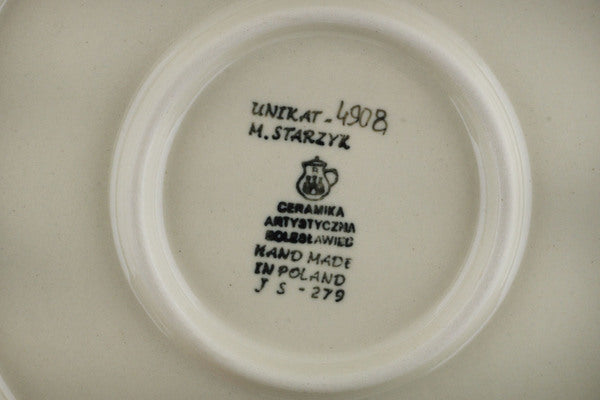 UNIKAT - 4908
M. STARZYK
CERAMIKA
ARTYSTYCZNA
BOLESŁAWIEC
HAND MADE
IN POLAND
J S - 279